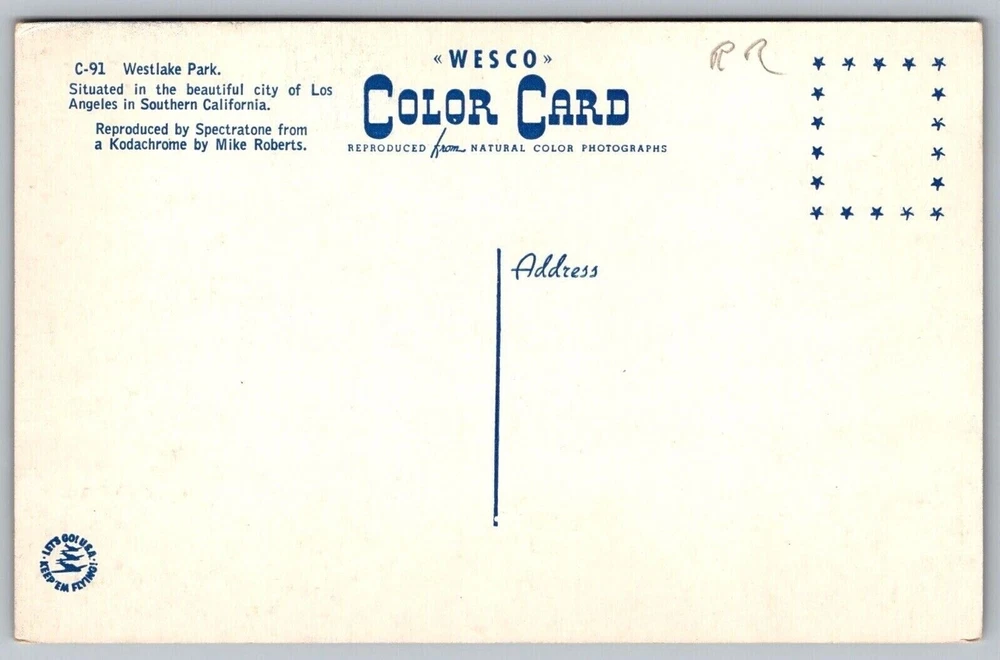 C-91 Westlake Park.
Situated in the beautiful city of Los
Angeles in Southern California.
Reproduced by Spectratone from
a Kodachrome by Mike Roberts.
« WESCO »
COLOR CARD
REPRODUCED from NATURAL COLOR PHOTOGRAPHS
RR
Address
· LET'S GO! U.S.A. ·
KEEP 'EM FLYING!